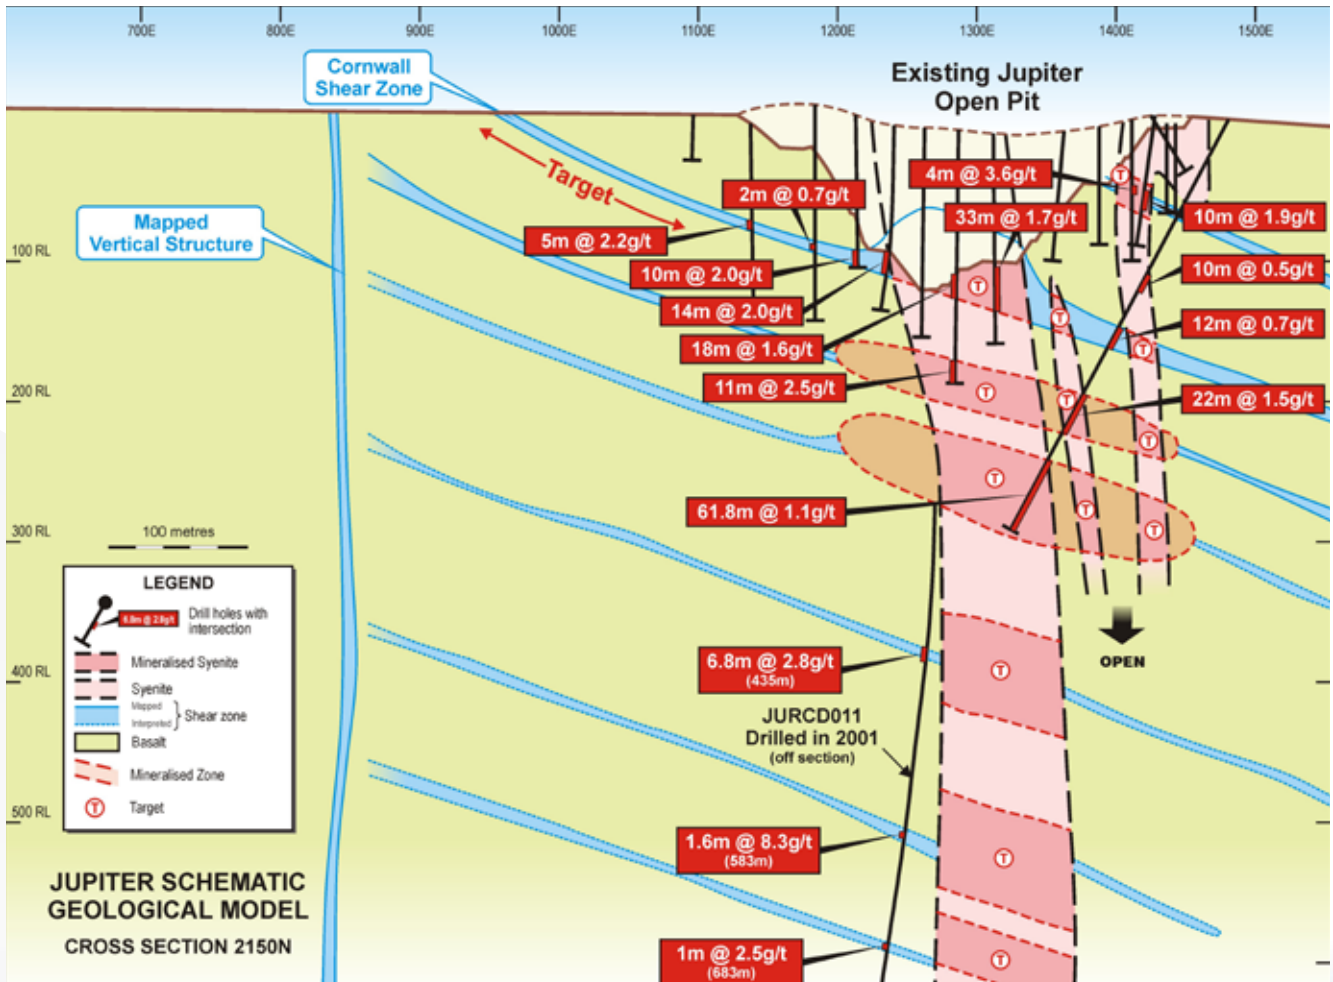 700E 800E 900E 1000E 1100E 1200E 1300E 1400E 1500E
Cornwall
Shear Zone
Existing Jupiter
Open Pit
Target
Mapped
Vertical Structure
2m @ 0.7g/t
4m @ 3.6g/t
5m @ 2.2g/t
33m @ 1.7g/t
10m @ 1.9g/t
100 RL
10m @ 2.0g/t
10m @ 0.5g/t
14m @ 2.0g/t
12m @ 0.7g/t
18m @ 1.6g/t
11m @ 2.5g/t
22m @ 1.5g/t
200 RL
61.8m @ 1.1g/t
300 RL
T
T
T
T
T
T
T
T
T
T
T
T
T
T
100 metres
LEGEND
6.8m @ 2.8g/t
Drill holes with
intersection
Mineralised Syenite
Syenite
Mapped
Interpreted
Shear zone
Basalt
Mineralised Zone
T Target
OPEN
400 RL
6.8m @ 2.8g/t
(435m)
JURCD011
Drilled in 2001
(off section)
500 RL
1.6m @ 8.3g/t
(583m)
1m @ 2.5g/t
(683m)
JUPITER SCHEMATIC
GEOLOGICAL MODEL
CROSS SECTION 2150N